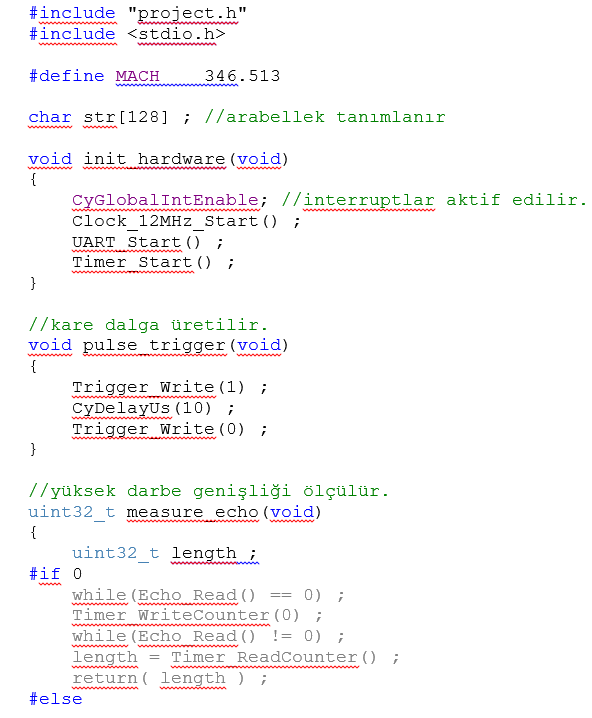 #include "project.h"
#include <stdio.h>
#define MACH    346.513
char str[128] ; //arabellek tanımlanır
void init_hardware(void)
{
    CyGlobalIntEnable; //interruptlar aktif edilir.
    Clock_12MHz_Start() ;
    UART_Start() ;
    Timer_Start() ;
}
//kare dalga üretilir.
void pulse_trigger(void)
{
    Trigger_Write(1) ;
    CyDelayUs(10) ;
    Trigger_Write(0) ;
}
//yüksek darbe genişliği ölçülür.
uint32_t measure_echo(void)
{
    uint32_t length ;
#if 0
    while(Echo_Read() == 0) ;
    Timer_WriteCounter(0) ;
    while(Echo_Read() != 0) ;
    length = Timer_ReadCounter() ;
    return( length ) ;
#else